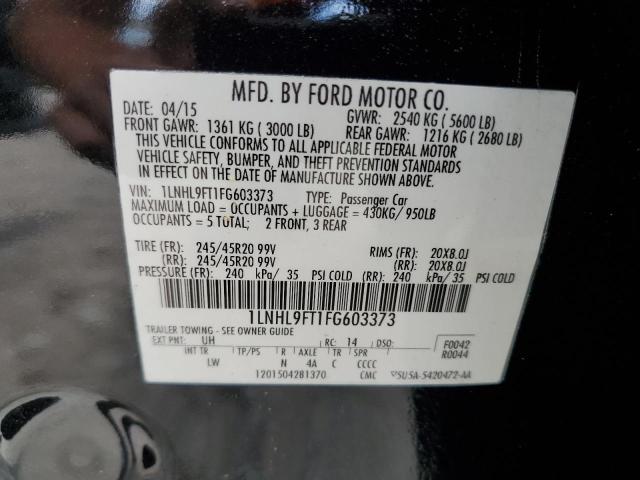 MFD. BY FORD MOTOR CO.
DATE: 04/15 GVWR: 2540 KG ( 5600 LB)
FRONT GAWR: 1361 KG ( 3000 LB) REAR GAWR: 1216 KG ( 2680 LB)
THIS VEHICLE CONFORMS TO ALL APPLICABLE FEDERAL MOTOR
VEHICLE SAFETY, BUMPER, AND THEFT PREVENTION STANDARDS
IN EFFECT ON THE DATE OF MANUFACTURE SHOWN ABOVE.
VIN: 1LNHL9FT1FG603373 TYPE: Passenger Car
MAXIMUM LOAD = OCCUPANTS + LUGGAGE = 430KG/ 950LB
OCCUPANTS = 5 TOTAL; 2 FRONT, 3 REAR
TIRE (FR): 245/45R20 99V RIMS (FR): 20X8.0J
(RR): 245/45R20 99V (RR): 20X8.0J
PRESSURE (FR): 240 kPa/ 35 PSI COLD (RR): 240 kPa/ 35 PSI COLD
1LNHL9FT1FG603373
TRAILER TOWING - SEE OWNER GUIDE
EXT PNT: UH RC: 14 DSO: F0042
INT TR TP/PS R AXLE TR SPR R0044
LW N 4A C CCCC
1201504281370 CMC 5U5A-5420472-AA